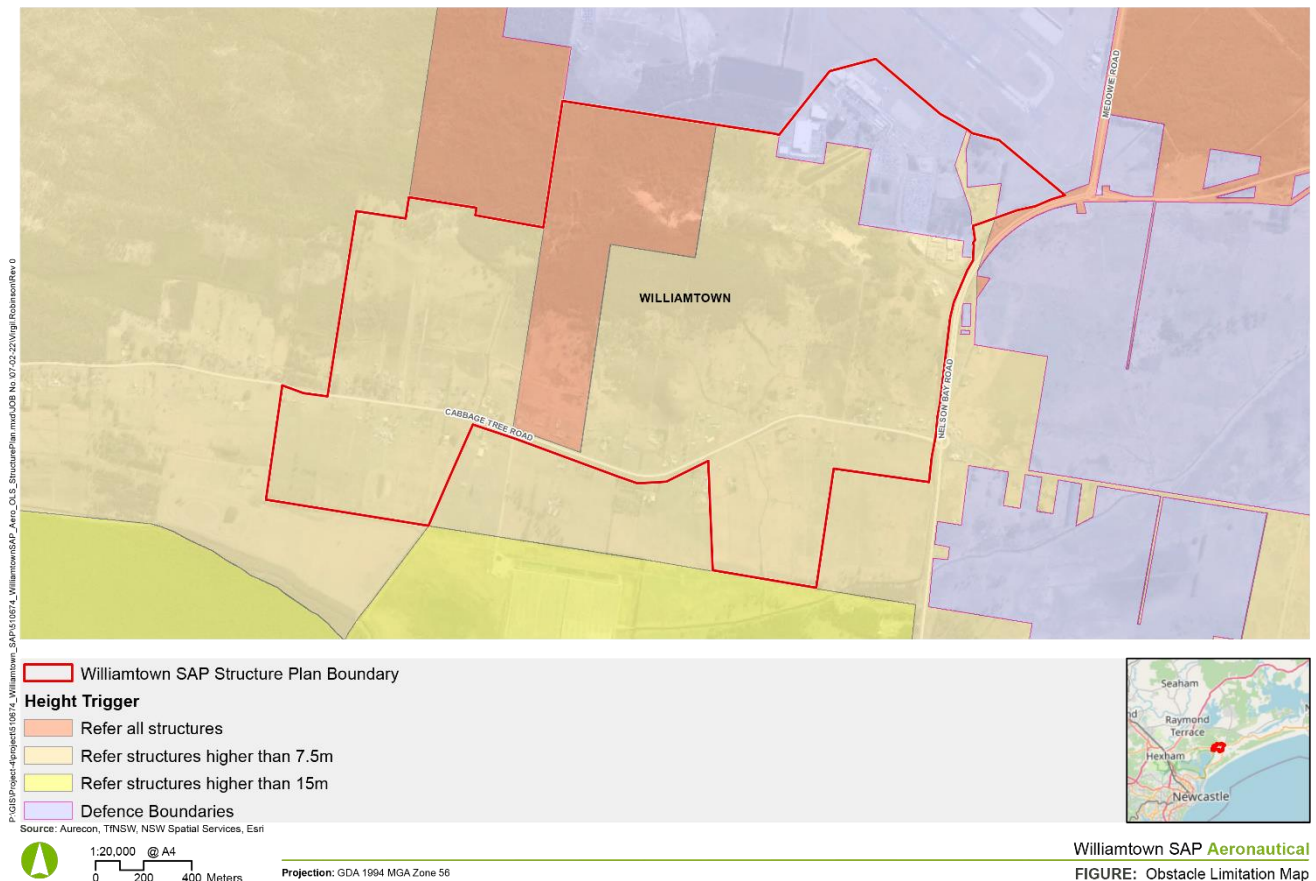 MEDOWIE ROAD
WILLIAMTOWN
NELSON BAY ROAD
CABBAGE TREE ROAD
Williamtown SAP Structure Plan Boundary
Height Trigger
Refer all structures
Refer structures higher than 7.5m
Refer structures higher than 15m
Defence Boundaries
Source: Aurecon, TfNSW, NSW Spatial Services, Esri
1:20,000 @ A4
0 200 400 Meters
Projection: GDA 1994 MGA Zone 56
Seaham
Raymond
Terrace
Hexham
Newcastle
Williamtown SAP Aeronautical
FIGURE: Obstacle Limitation Map